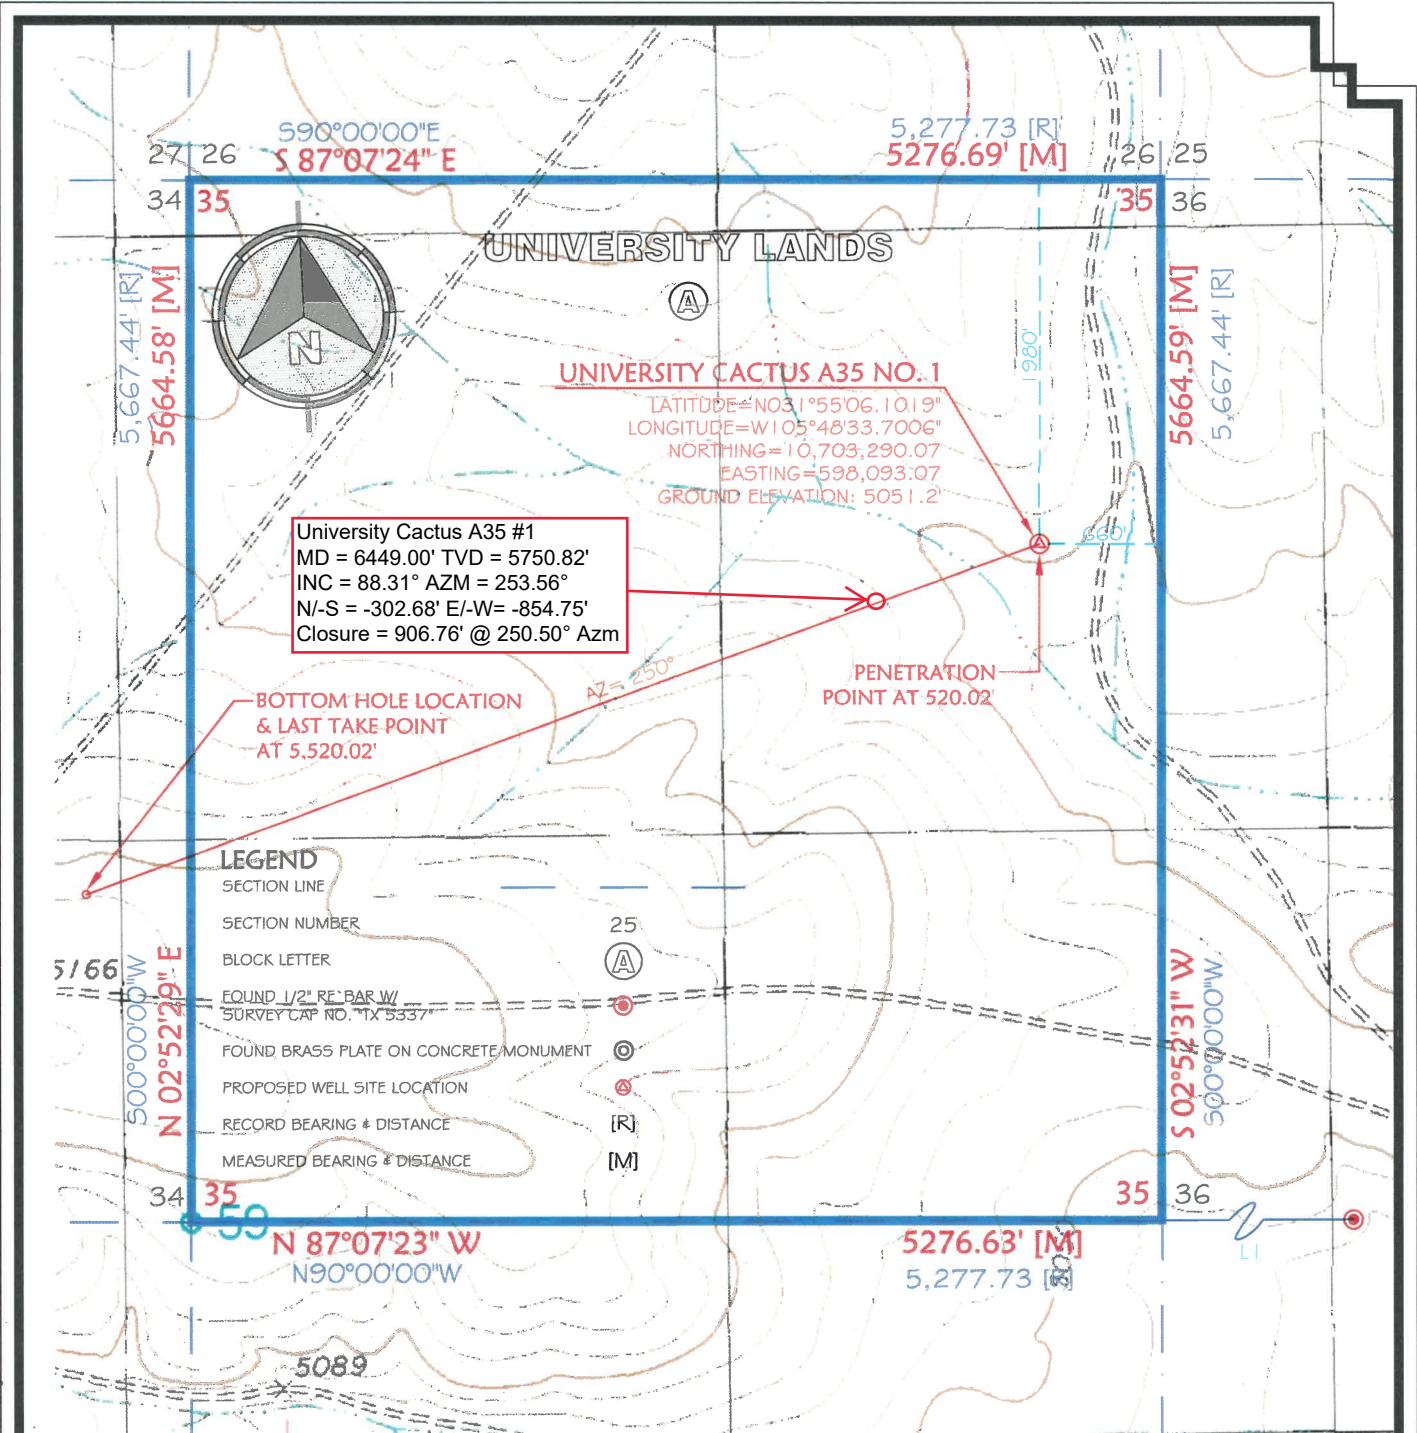 S90°00'00"E
5,277.73 [R]
27 26
S 87°07'24" E
5276.69' [M]
26 25
34 35
35 36
UNIVERSITY LANDS
A
N
5,667.44' [R]
5664.58' [M]
5664.59' [M]
5,667.44' [R]
1980'
UNIVERSITY CACTUS A35 NO. 1
LATITUDE=N031°55'06.1019"
LONGITUDE=W105°48'33.7006"
NORTHING=10,703,290.07
EASTING=598,093.07
GROUND ELEVATION: 5051.2'
660'
University Cactus A35 #1
MD = 6449.00' TVD = 5750.82'
INC = 88.31° AZM = 253.56°
N/-S = -302.68' E/-W= -854.75'
Closure = 906.76' @ 250.50° Azm
AZ= 250°
PENETRATION
POINT AT 520.02'
BOTTOM HOLE LOCATION
& LAST TAKE POINT
AT 5,520.02'
LEGEND
SECTION LINE
SECTION NUMBER 25
BLOCK LETTER A
FOUND 1/2" RE-BAR W/
SURVEY CAP NO. "TX 5337"
FOUND BRASS PLATE ON CONCRETE MONUMENT
PROPOSED WELL SITE LOCATION
RECORD BEARING & DISTANCE [R]
MEASURED BEARING & DISTANCE [M]
5166
S00°00'00"W
N 02°52'29" E
S 02°52'31" W
S00°00'00"W
34 35
35 36
59
N 87°07'23" W
5276.63' [M]
N90°00'00"W
5,277.73 [R]
L1
5089